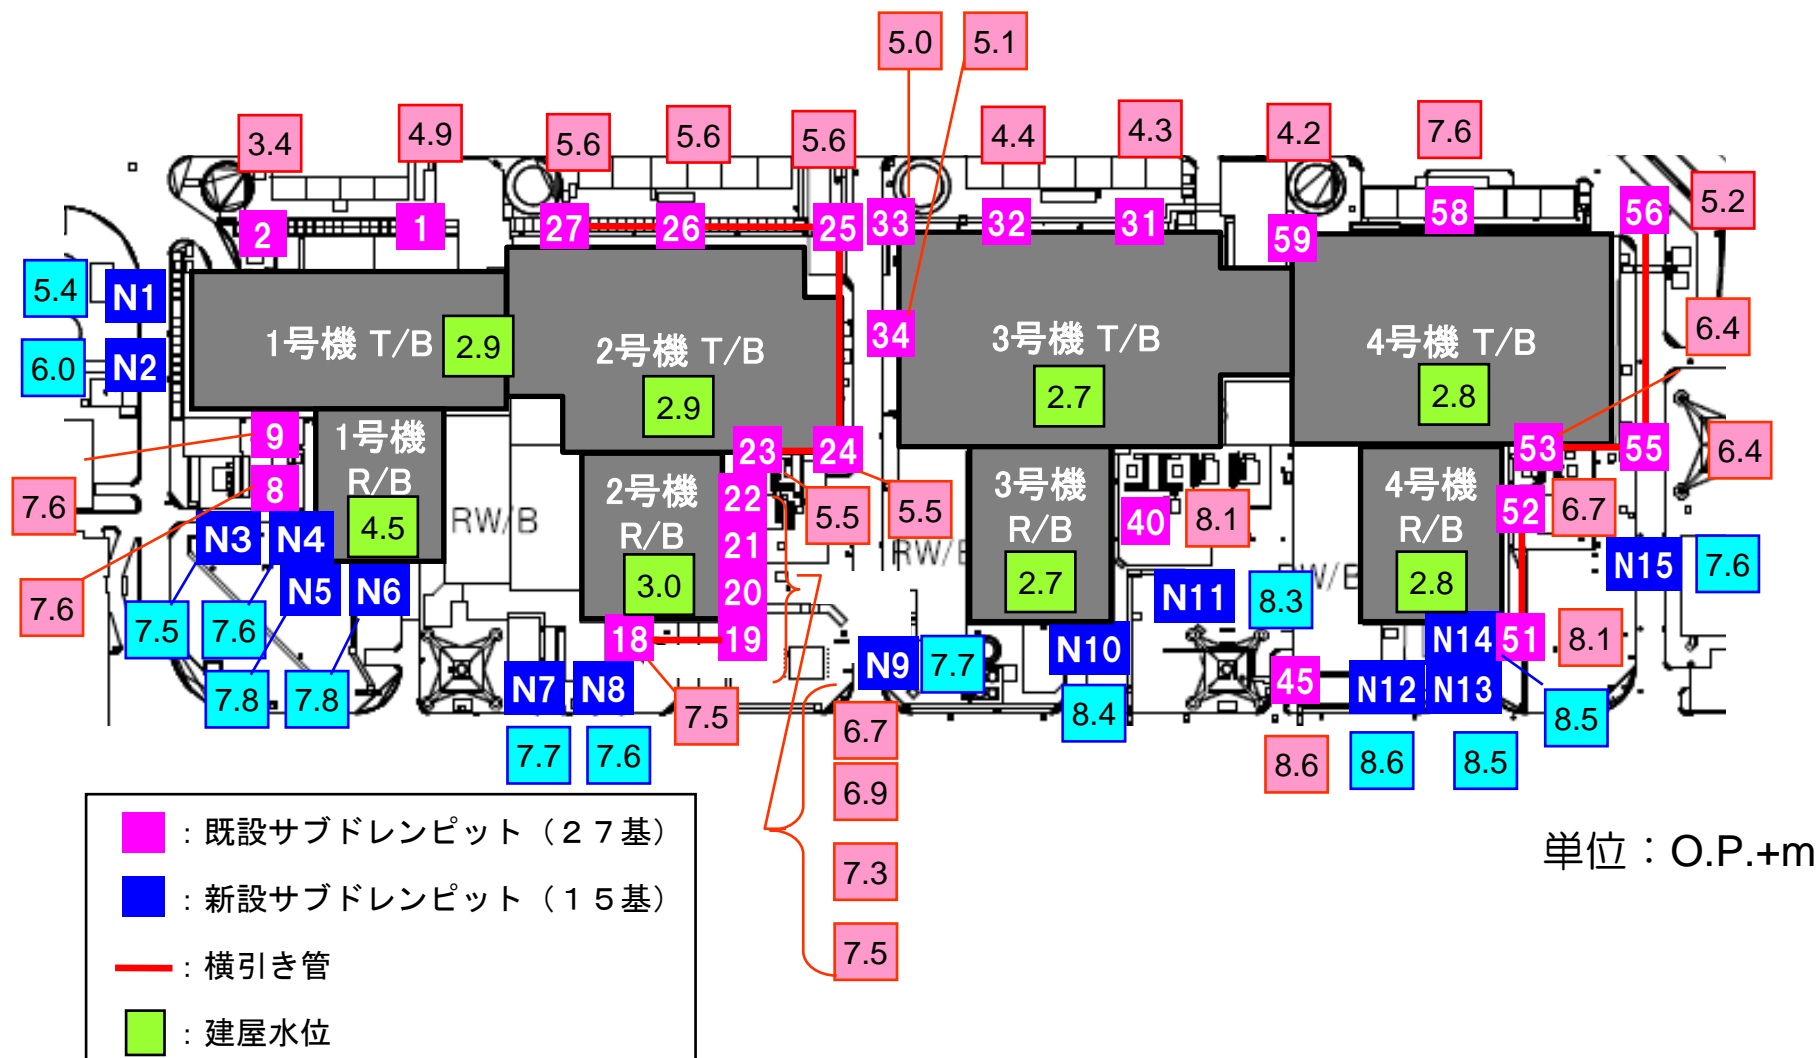 5.0 5.1
3.4 4.9 5.6 5.6 5.6 4.4 4.3 4.2 7.6
2 1 27 26 25 33 32 31 59 58 56 5.2
5.4 N1
6.0 N2
1号機 T/B 2.9
2号機 T/B
2.9
34
3号機 T/B
2.7
4号機 T/B
2.8
6.4
9
8
7.6
7.6
1号機
R/B
4.5
RW/B
23 24
22
21
20
19
18
5.5 5.5
2号機
R/B
3.0
3号機
R/B
2.7
RW/B
40 8.1
4号機
R/B
2.8
RW/B
53 55 6.4
52 6.7
51 8.1
N3 N4
N5 N6
7.5 7.6
7.8 7.8
N7 N8
7.7 7.6
7.5
N9 7.7
N10
8.4
N11 8.3
N15 7.6
45 N12 N13
N14
8.6 8.6 8.5 8.5
6.7
6.9
7.3
7.5
：既設サブドレンピット（２７基）
：新設サブドレンピット（１５基）
：横引き管
：建屋水位
単位：O.P.+m